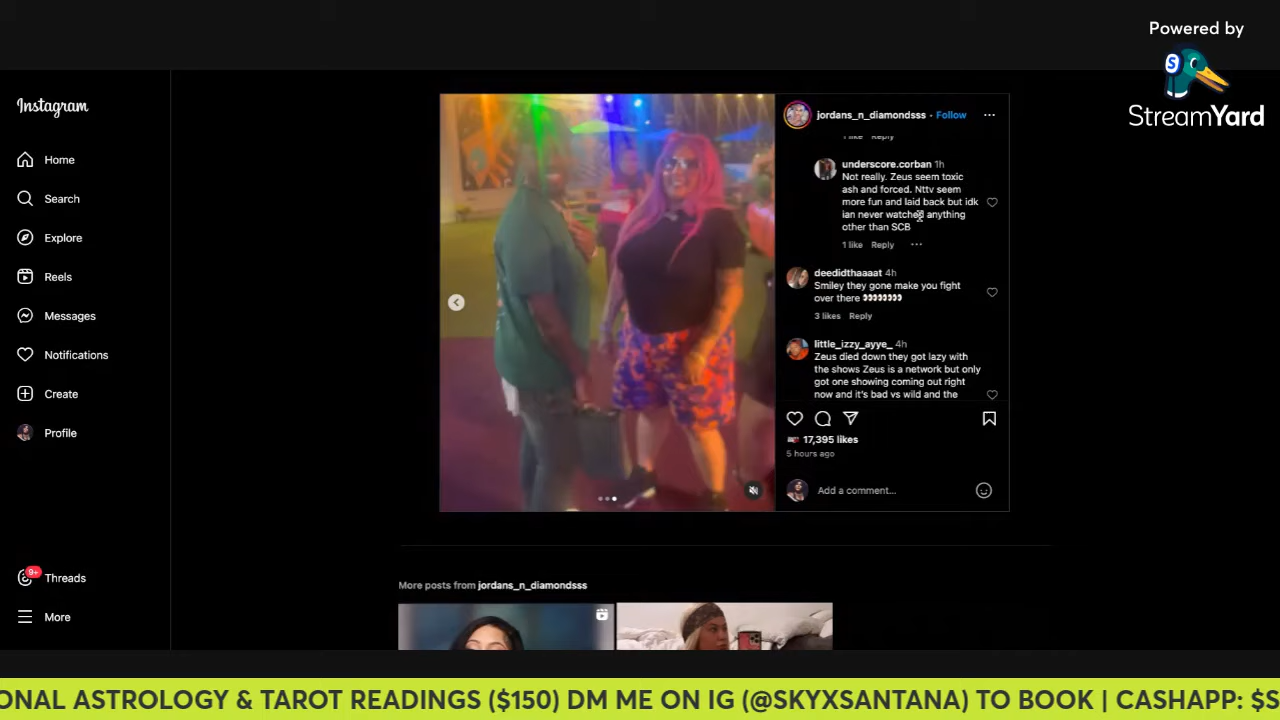 Powered by
StreamYard
Instagram
Home
Search
Explore
Reels
Messages
Notifications
Create
Profile
9+
Threads
More
jordans_n_diamondsss • Follow
1 like Reply
underscore.corban 1h
Not really. Zeus seem toxic
ash and forced. Nttv seem
more fun and laid back but idk
ian never watched anything
other than SCB
1 like Reply
deedidthaaaat 4h
Smiley they gone make you fight
over there 👀👀👀👀
3 likes Reply
little_izzy_ayye_ 4h
Zeus died down they got lazy with
the shows Zeus is a network but only
got one showing coming out right
now and it's bad vs wild and the
17,395 likes
5 hours ago
Add a comment...
More posts from jordans_n_diamondsss
ONAL ASTROLOGY & TAROT READINGS ($150) DM ME ON IG (@SKYXSANTANA) TO BOOK | CASHAPP: $S